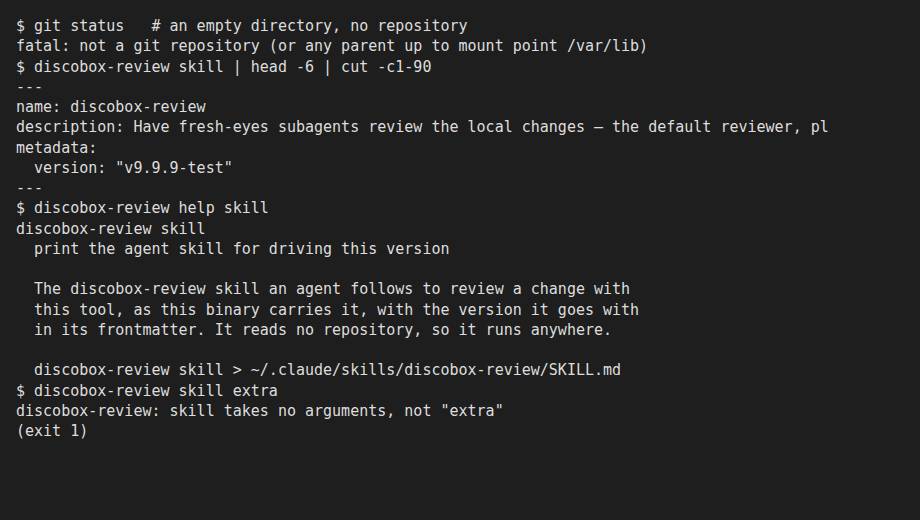 $ git status   # an empty directory, no repository
fatal: not a git repository (or any parent up to mount point /var/lib)
$ discobox-review skill | head -6 | cut -c1-90
---
name: discobox-review
description: Have fresh-eyes subagents review the local changes — the default reviewer, pl
metadata:
  version: "v9.9.9-test"
---
$ discobox-review help skill
discobox-review skill
  print the agent skill for driving this version

  The discobox-review skill an agent follows to review a change with
  this tool, as this binary carries it, with the version it goes with
  in its frontmatter. It reads no repository, so it runs anywhere.

  discobox-review skill > ~/.claude/skills/discobox-review/SKILL.md
$ discobox-review skill extra
discobox-review: skill takes no arguments, not "extra"
(exit 1)